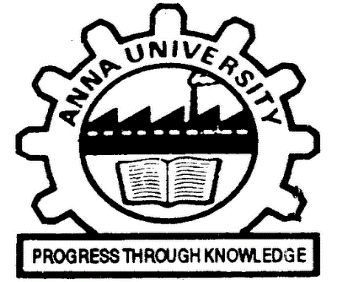 ANNA UNIVERSITY
PROGRESS THROUGH KNOWLEDGE